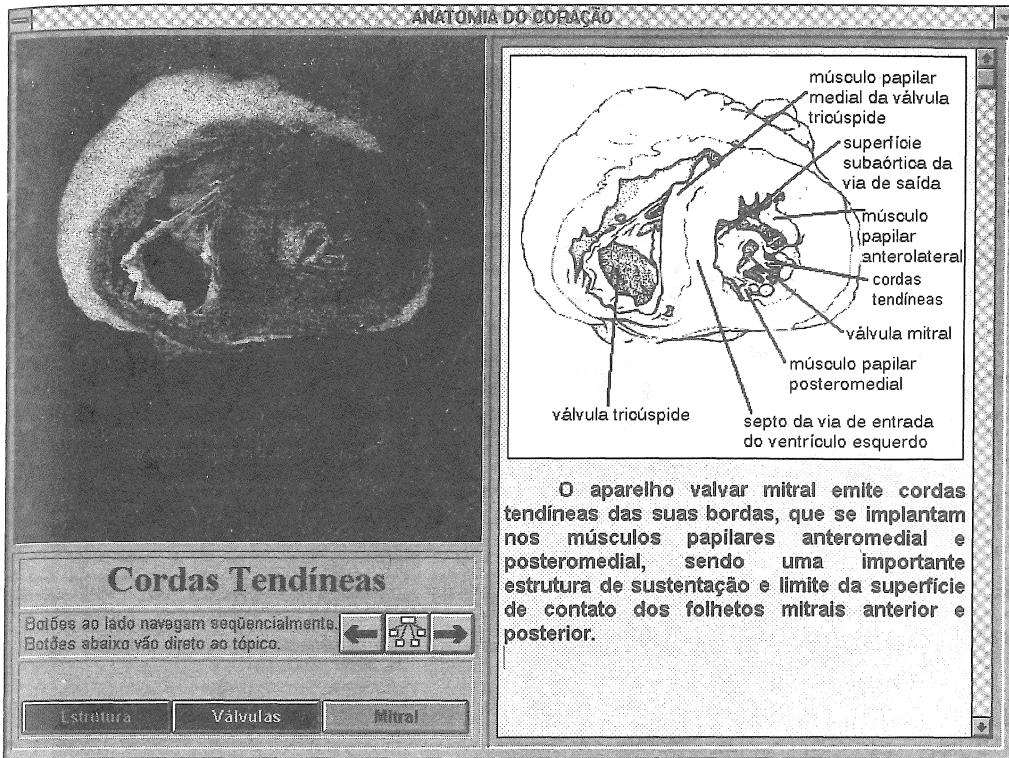 ANATOMIA DO CORAÇÃO
músculo papilar
medial da válvula
tricúspide
superfície
subaórtica da
via de saída
músculo
papilar
anterolateral
cordas
tendíneas
válvula mitral
músculo papilar
posteromedial
válvula tricúspide
septo da via de entrada
do ventrículo esquerdo
O aparelho valvar mitral emite cordas
tendíneas das suas bordas, que se implantam
nos músculos papilares anteromedial e
posteromedial, sendo uma importante
estrutura de sustentação e limite da superfície
de contato dos folhetos mitrais anterior e
posterior.
Cordas Tendíneas
Botões ao lado navegam seqüencialmente.
Botões abaixo vão direto ao tópico.
Estrutura
Válvulas
Mitral